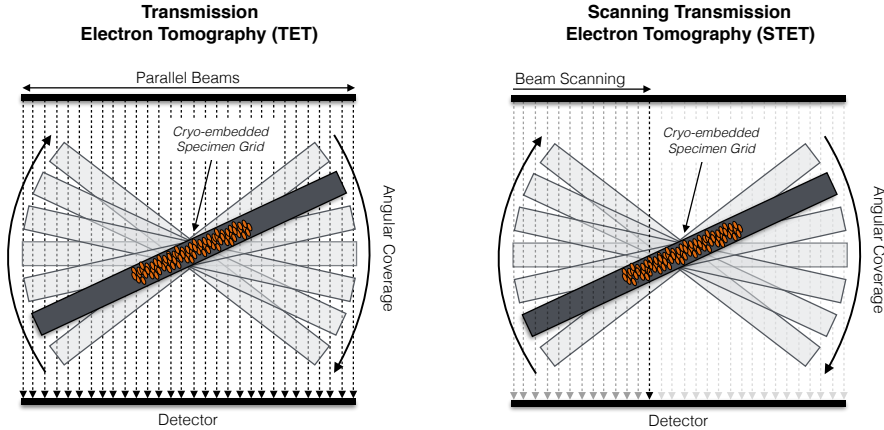 Transmission
Electron Tomography (TET)
Parallel Beams
Cryo-embedded
Specimen Grid
Angular Coverage
Detector
Scanning Transmission
Electron Tomography (STET)
Beam Scanning
Cryo-embedded
Specimen Grid
Angular Coverage
Detector